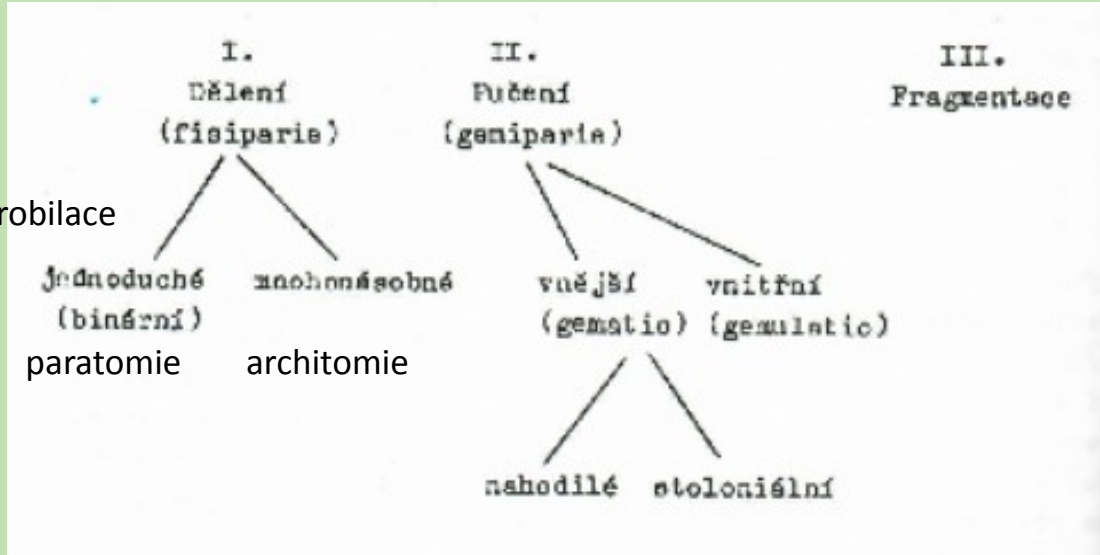 I. II. III.
Dělení Pučení Fragmentace
(fisiparie) (gemiparie)
robilace
jednoduché mnohonásobné vnější vnitřní
(binární) (gematio) (gemulatio)
paratomie architomie
nahodilé stoloniální